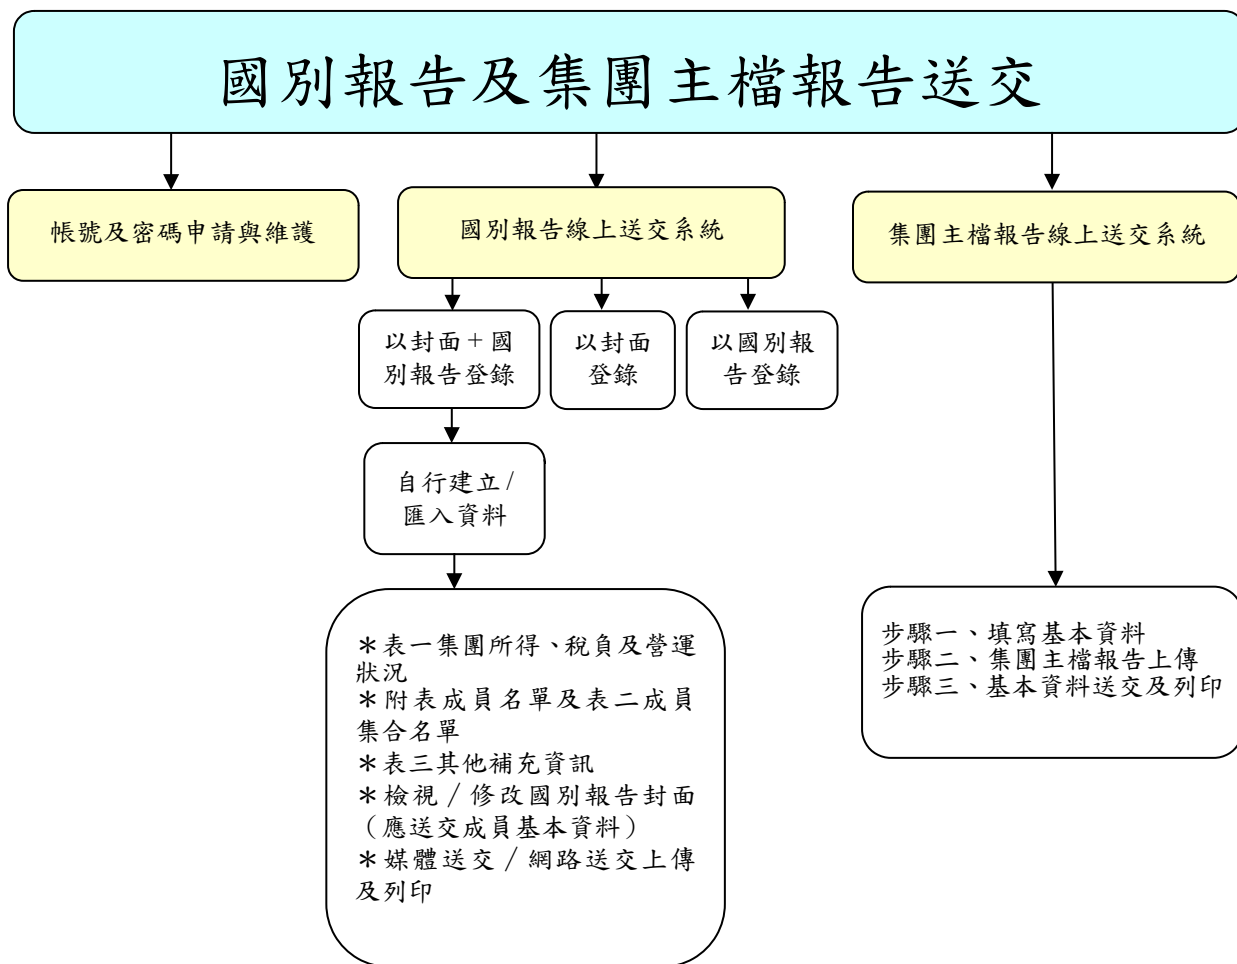 國別報告及集團主檔報告送交
帳號及密碼申請與維護
國別報告線上送交系統
集團主檔報告線上送交系統
以封面＋國
別報告登錄
以封面
登錄
以國別報
告登錄
自行建立/
匯入資料
＊表一集團所得、稅負及營運
狀況
＊附表成員名單及表二成員
集合名單
＊表三其他補充資訊
＊檢視／修改國別報告封面
（應送交成員基本資料）
＊媒體送交／網路送交上傳
及列印
步驟一、填寫基本資料
步驟二、集團主檔報告上傳
步驟三、基本資料送交及列印